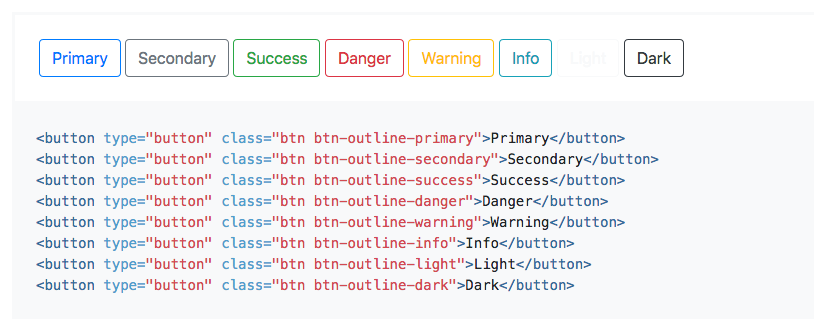 Primary Secondary Success Danger Warning Info Light Dark
<button type="button" class="btn btn-outline-primary">Primary</button>
<button type="button" class="btn btn-outline-secondary">Secondary</button>
<button type="button" class="btn btn-outline-success">Success</button>
<button type="button" class="btn btn-outline-danger">Danger</button>
<button type="button" class="btn btn-outline-warning">Warning</button>
<button type="button" class="btn btn-outline-info">Info</button>
<button type="button" class="btn btn-outline-light">Light</button>
<button type="button" class="btn btn-outline-dark">Dark</button>